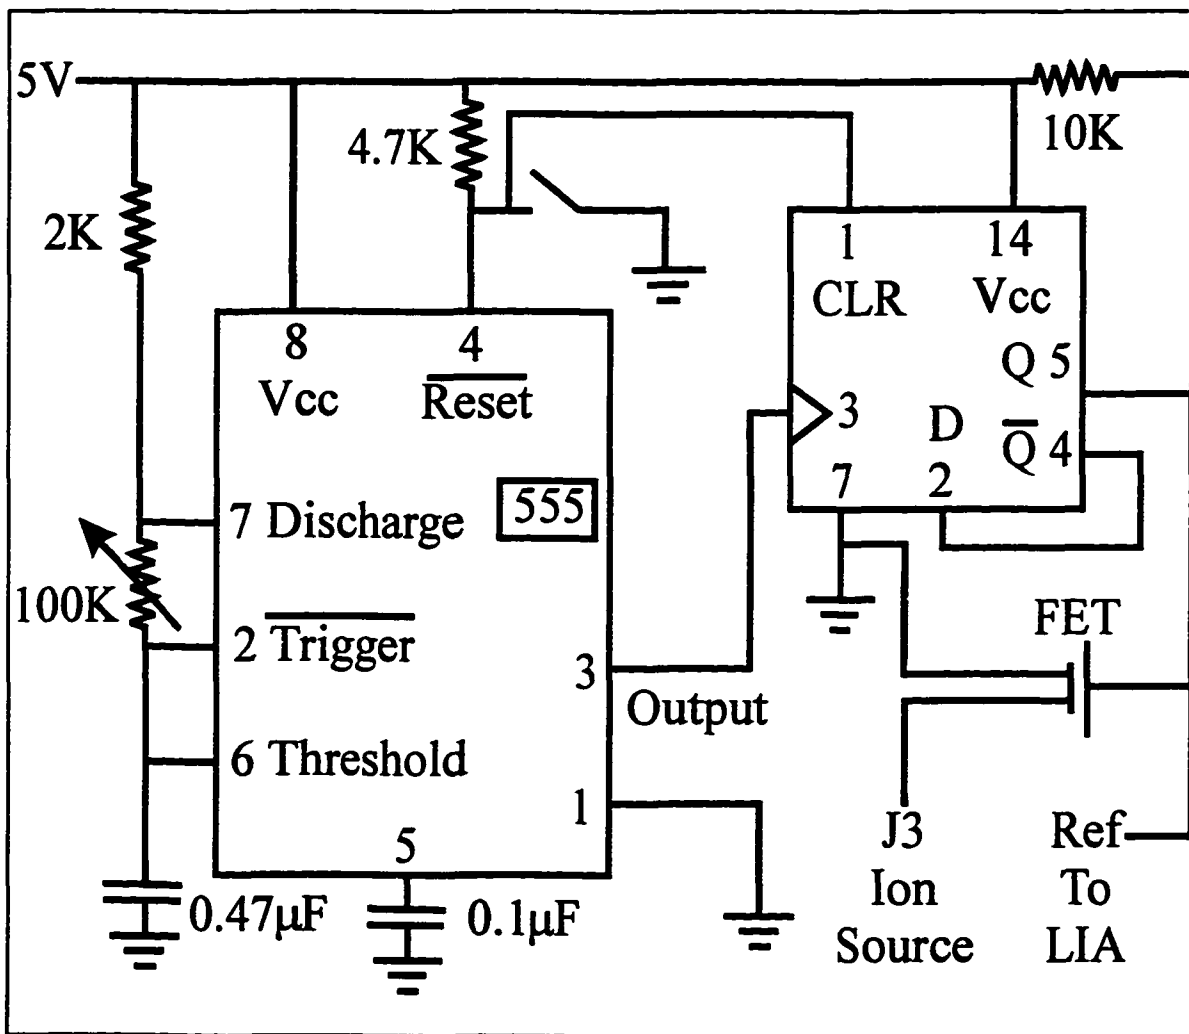 5V
10K
4.7K
2K
1
14
CLR
Vcc
8
4
Q 5
Vcc
Reset
3
D
Q 4
7
2
7 Discharge
555
100K
2 Trigger
FET
3
Output
6 Threshold
1
J3
Ion
Source
Ref
To
LIA
5
0.47µF
0.1µF